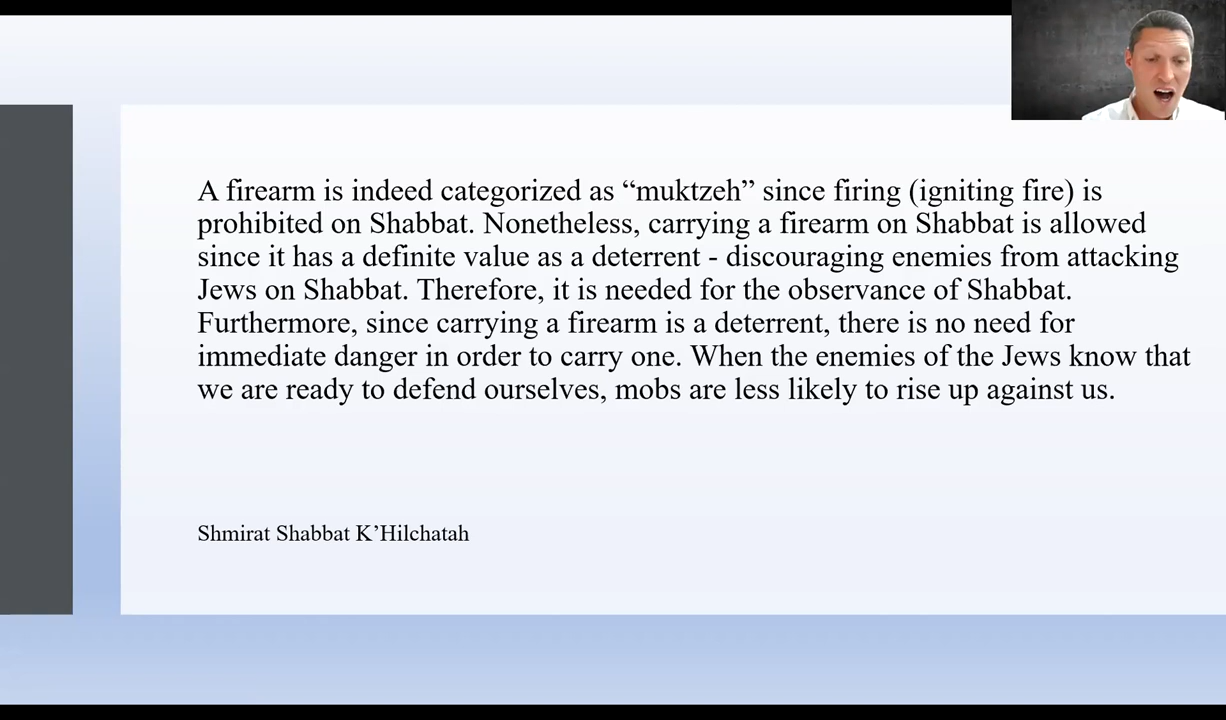 A firearm is indeed categorized as “muktzeh” since firing (igniting fire) is
prohibited on Shabbat. Nonetheless, carrying a firearm on Shabbat is allowed
since it has a definite value as a deterrent - discouraging enemies from attacking
Jews on Shabbat. Therefore, it is needed for the observance of Shabbat.
Furthermore, since carrying a firearm is a deterrent, there is no need for
immediate danger in order to carry one. When the enemies of the Jews know that
we are ready to defend ourselves, mobs are less likely to rise up against us.
Shmirat Shabbat K’Hilchatah